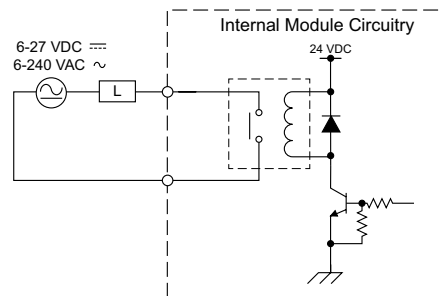 Internal Module Circuitry
6-27 VDC ⎓
6-240 VAC ∿
24 VDC
L